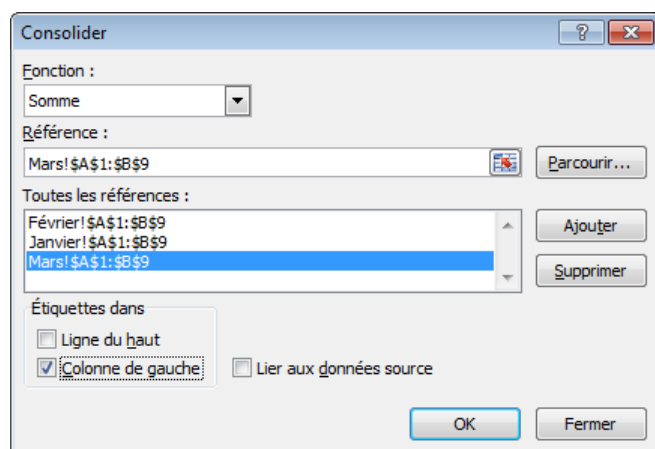 Consolider
Fonction :
Somme
Référence :
Mars!$A$1:$B$9
Parcourir...
Toutes les références :
Février!$A$1:$B$9
Janvier!$A$1:$B$9
Mars!$A$1:$B$9
Ajouter
Supprimer
Étiquettes dans
Ligne du haut
Colonne de gauche
Lier aux données source
OK
Fermer